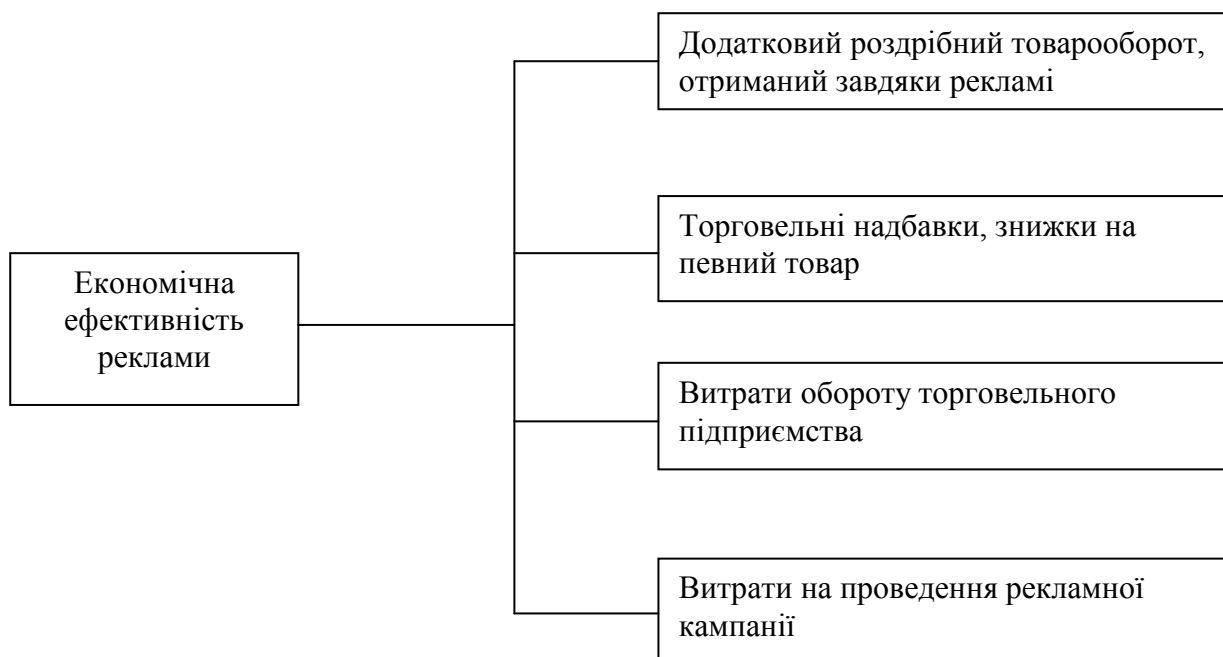 Додатковий роздрібний товарооборот,
отриманий завдяки рекламі
Торговельні надбавки, знижки на
певний товар
Економічна
ефективність
реклами
Витрати обороту торговельного
підприємства
Витрати на проведення рекламної
кампанії